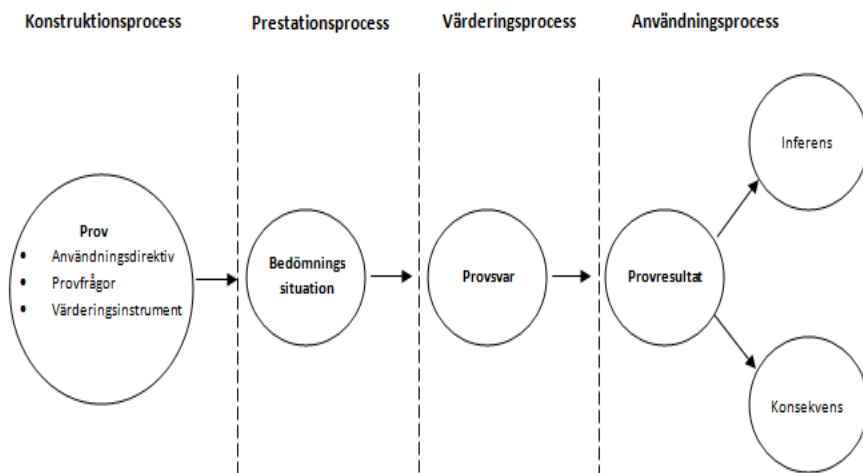 Konstruktionsprocess
Prestationsprocess
Värderingsprocess
Användningsprocess
Prov
• Användningsdirektiv
• Provfrågor
• Värderingsinstrument
Bedömnings
situation
Provsvar
Provresultat
Inferens
Konsekvens